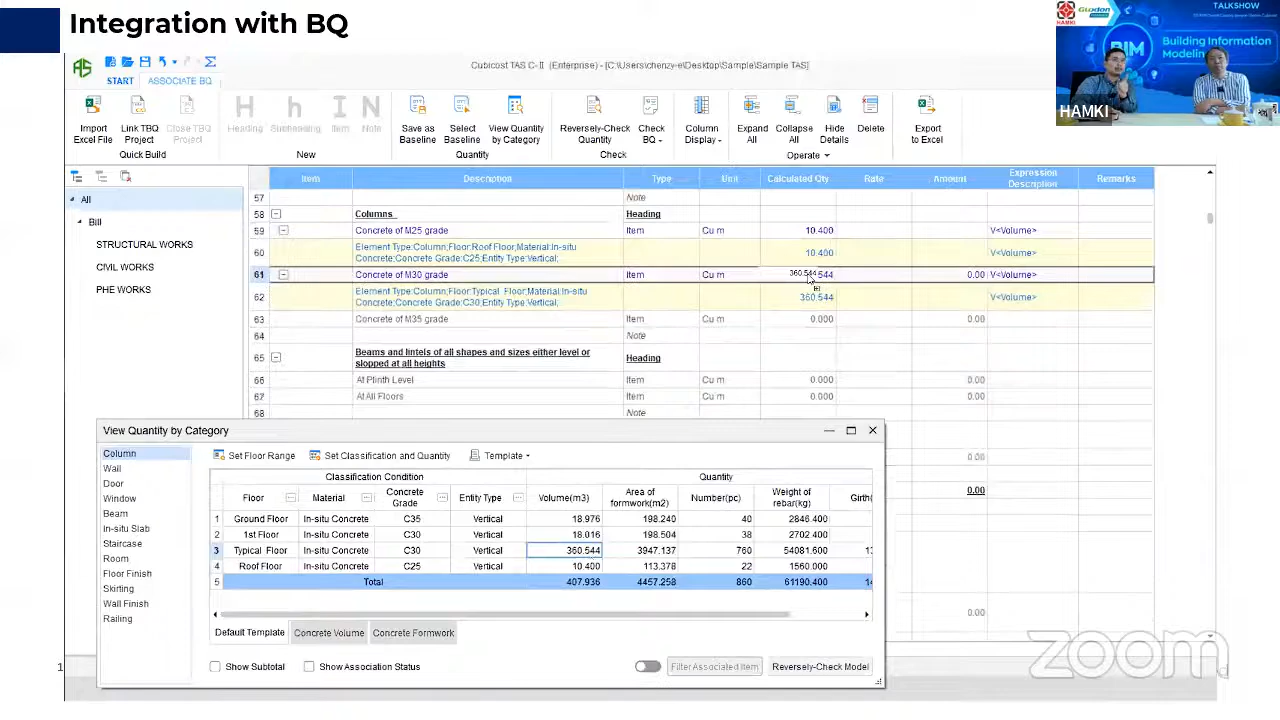 Integration with BQ
TALKSHOW
HAMKI
Glodon
BIM
Building Information
Modeling
HAMKI
Cubicost TAS C-II (Enterprise) - [C:\Users\chenzy-e\Desktop\Sample\Sample TAS]
START ASSOCIATE BQ
Import Excel File
Link TBQ Project
Close TBQ Project
Quick Build
Heading Subheading Item Note
New
Save as Baseline
Select Baseline
View Quantity by Category
Quantity
Reversely-Check Quantity
Check BQ
Check
Column Display
Expand All
Collapse All
Hide Details
Delete
Operate
Export to Excel
All
Bill
STRUCTURAL WORKS
CIVIL WORKS
PHE WORKS
Item Description Type Unit Calculated Qty Rate Amount Expression Description Remarks
57 Note
58 Columns Heading
59 Concrete of M25 grade Item Cu m 10.400 V<Volume>
60 Element Type:Column;Floor:Roof Floor;Material:In-situ
Concrete;Concrete Grade:C25;Entity Type:Vertical; 10.400 V<Volume>
61 Concrete of M30 grade Item Cu m 360.544 544 0.00 V<Volume>
62 Element Type:Column;Floor:Typical Floor;Material:In-situ
Concrete;Concrete Grade:C30;Entity Type:Vertical; 360.544 V<Volume>
63 Concrete of M35 grade Item Cu m 0.000 0.00
64 Note
65 Beams and lintels of all shapes and sizes either level or
slopped at all heights Heading
66 At Plinth Level Item Cu m 0.000 0.00
67 At All Floors Item Cu m 0.000 0.00
68 Note
0.00
0.00
0.00
View Quantity by Category
Column
Wall
Door
Window
Beam
In-situ Slab
Staircase
Room
Floor Finish
Skirting
Wall Finish
Railing
Set Floor Range Set Classification and Quantity Template
Classification Condition Quantity
Floor Material Concrete Grade Entity Type Volume(m3) Area of formwork(m2) Number(pc) Weight of rebar(kg) Girth(
1 Ground Floor In-situ Concrete C35 Vertical 18.976 198.240 40 2846.400
2 1st Floor In-situ Concrete C30 Vertical 18.016 198.504 38 2702.400
3 Typical Floor In-situ Concrete C30 Vertical 360.544 3947.137 760 54081.600 13
4 Roof Floor In-situ Concrete C25 Vertical 10.400 113.378 22 1560.000
5 Total 407.936 4457.258 860 61190.400 14
Default Template Concrete Volume Concrete Formwork
Show Subtotal Show Association Status Filter Associated Item Reversely-Check Model
1
zoom